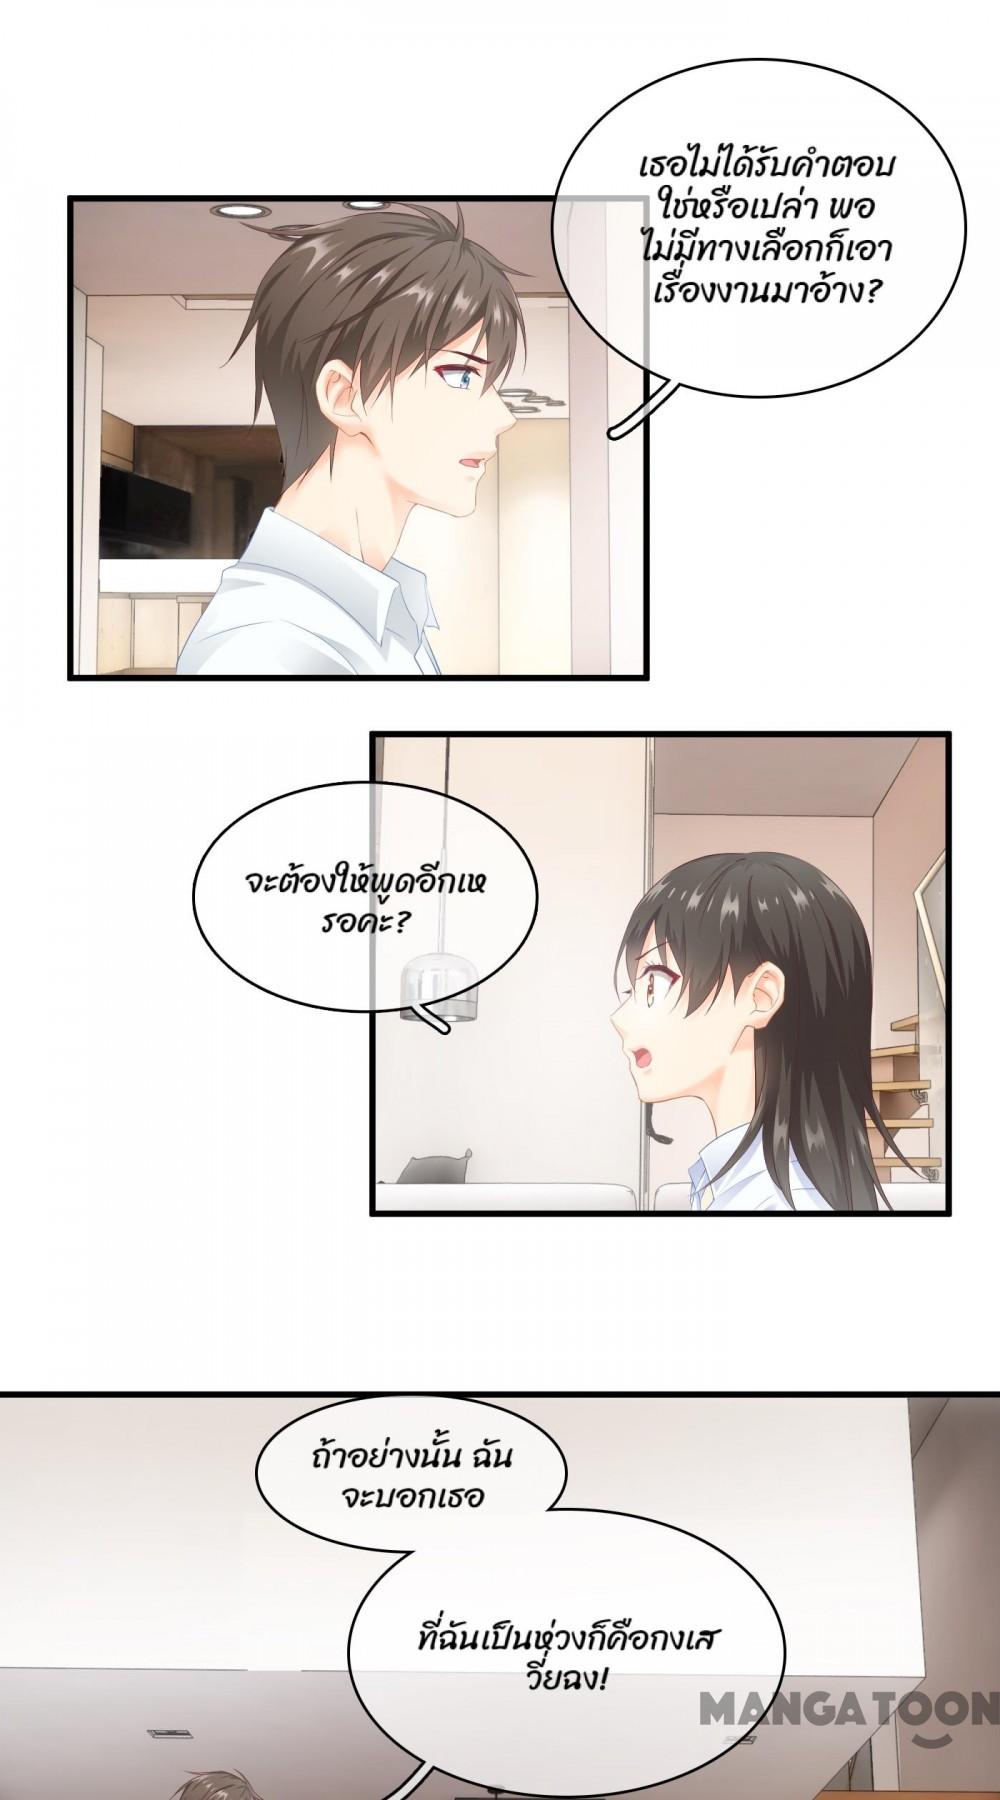 เธอไม่ได้รับคำตอบ
ใช่หรือเปล่า พอ
ไม่มีทางเลือกก็เอา
เรื่องงานมาอ้าง?
จะต้องให้พูดอีกเห
รอคะ?
ถ้าอย่างนั้น ฉัน
จะบอกเธอ
ที่ฉันเป็นห่วงก็คือกงเส
วี่ยฉง!
MANGATOON